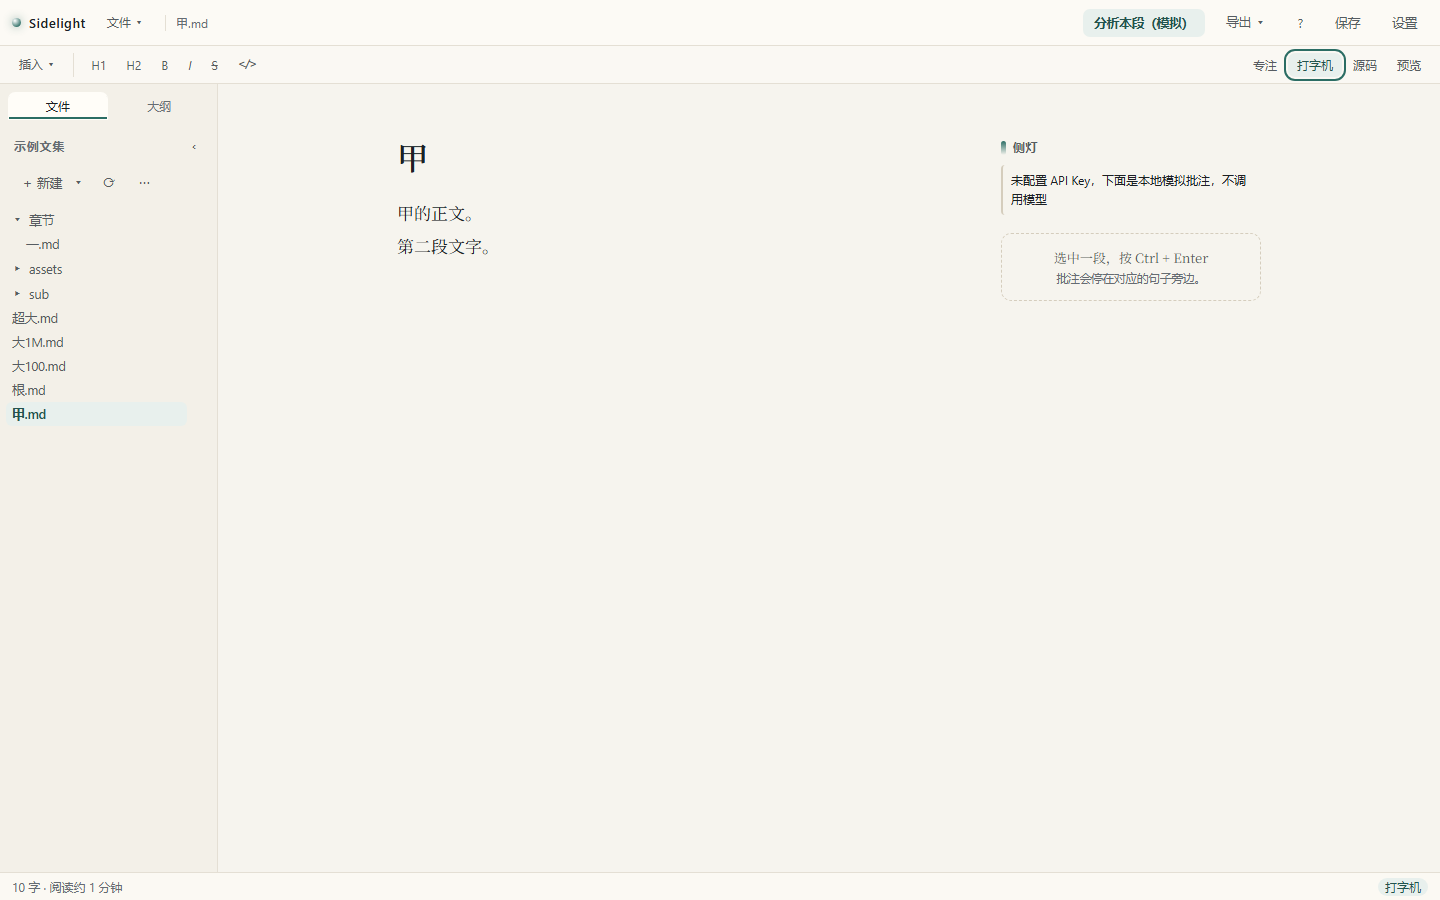 Sidelight 文件 甲.md 分析本段（模拟） 导出 ? 保存 设置
插入 H1 H2 B I S </> 专注 打字机 源码 预览
文件 大纲
示例文集
+ 新建 ...
章节
一.md
assets
sub
超大.md
大1M.md
大100.md
根.md
甲.md
甲
甲的正文。
第二段文字。
侧灯
未配置 API Key，下面是本地模拟批注，不调
用模型
选中一段，按 Ctrl + Enter
批注会停在对应的句子旁边。
10 字 · 阅读约 1 分钟 打字机